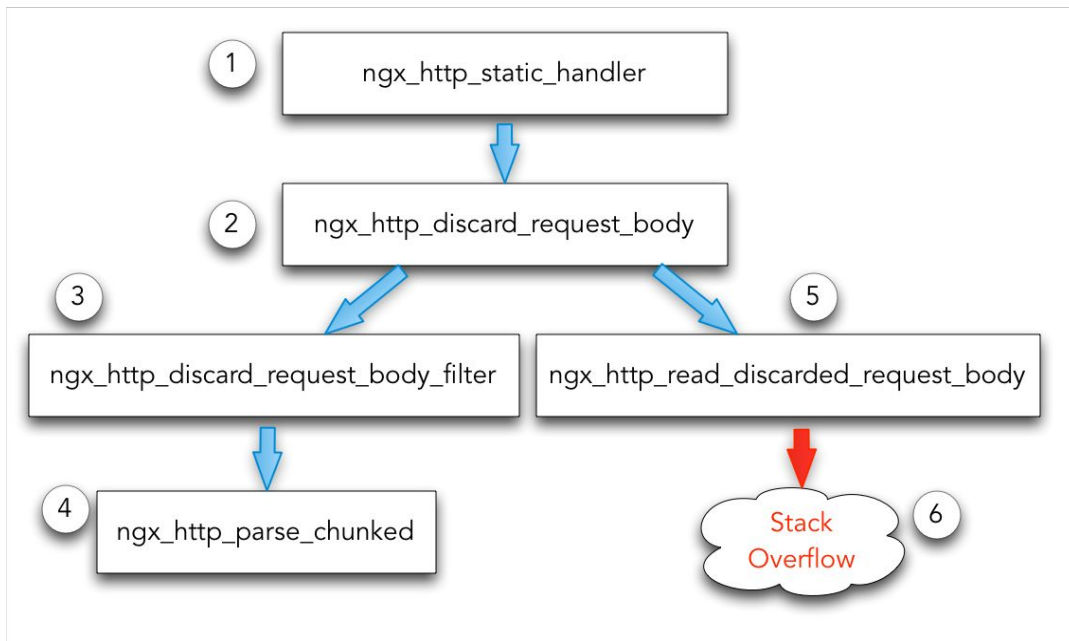 1
ngx_http_static_handler
2
ngx_http_discard_request_body
3
5
ngx_http_discard_request_body_filter
ngx_http_read_discarded_request_body
4
ngx_http_parse_chunked
Stack
Overflow
6